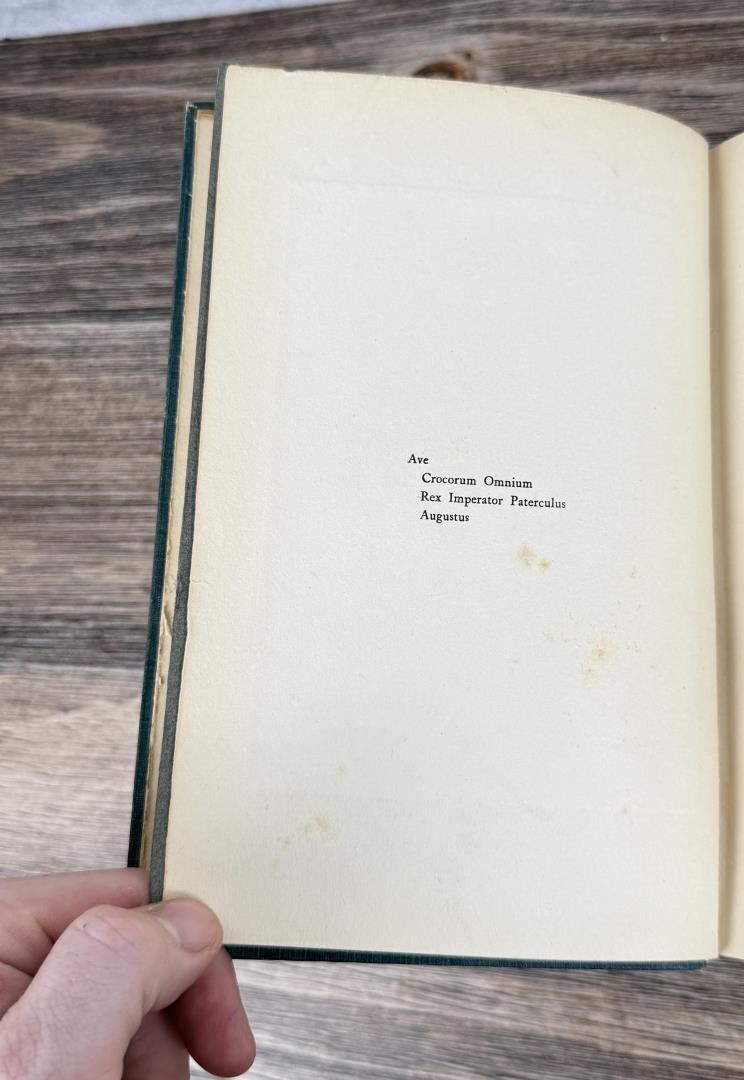 Ave
Crocorum Omnium
Rex Imperator Paterculus
Augustus